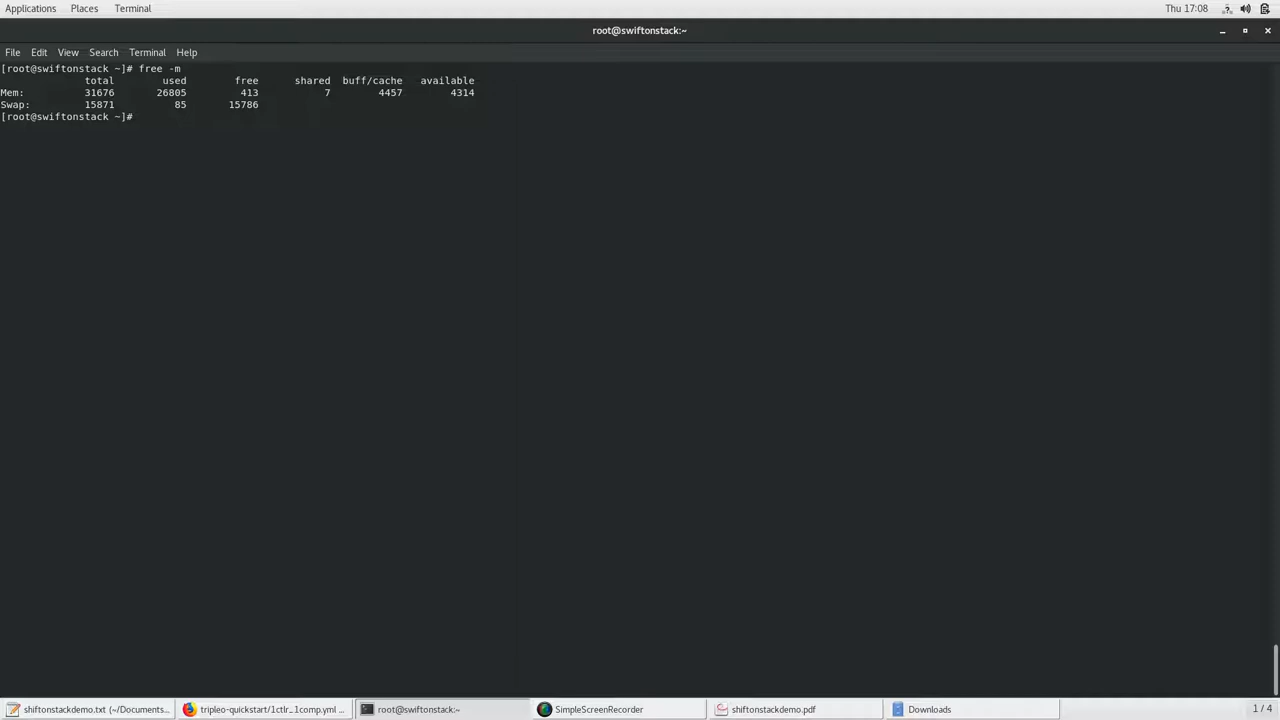 Applications Places Terminal Thu 17:08
root@swiftonstack:~
File Edit View Search Terminal Help
[root@swiftonstack ~]# free -m
total used free shared buff/cache available
Mem: 31676 26805 413 7 4457 4314
Swap: 15871 85 15786
[root@swiftonstack ~]#
shiftonstackdemo.txt (~/Documents... tripleo-quickstart/1ctlr_1comp.yml ... root@swiftonstack:~ SimpleScreenRecorder shiftonstackdemo.pdf Downloads 1 / 4